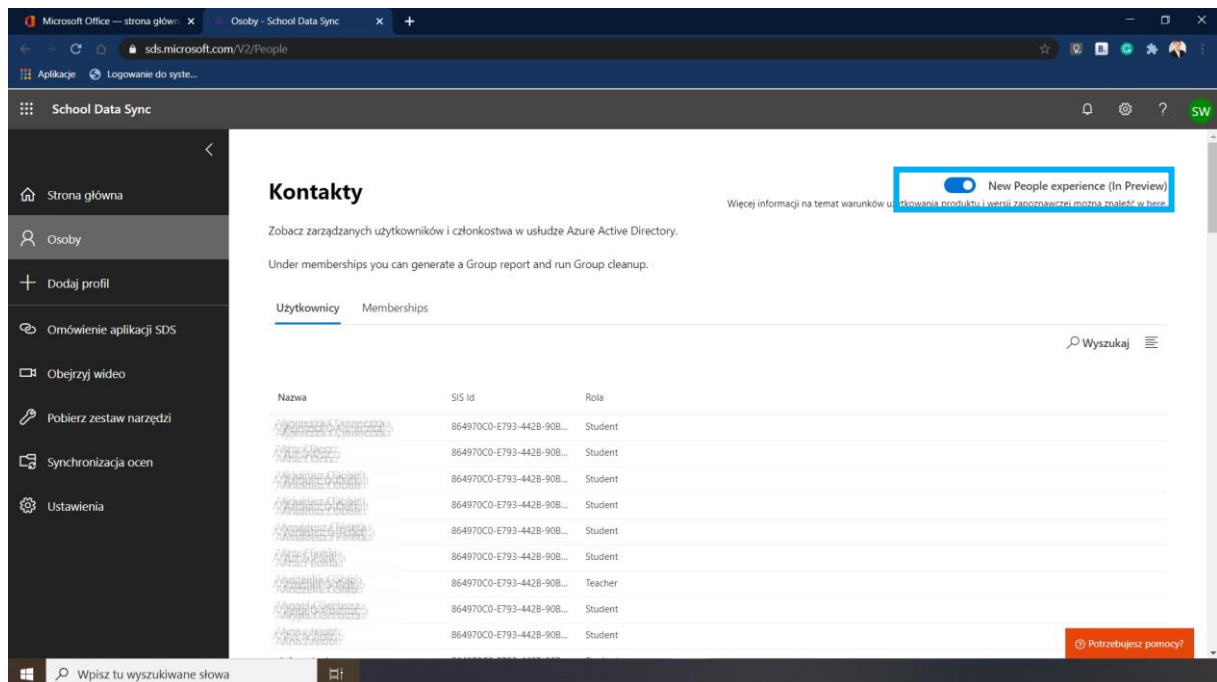 Microsoft Office — strona główn
Osoby - School Data Sync
sds.microsoft.com/V2/People
Aplikacje
Logowanie do syste...
School Data Sync
SW
Strona główna
Osoby
Dodaj profil
Omówienie aplikacji SDS
Obejrzyj wideo
Pobierz zestaw narzędzi
Synchronizacja ocen
Ustawienia
Kontakty
New People experience (In Preview)
Więcej informacji na temat warunków użytkowania produktu i wersji zapoznawczej można znaleźć w here.
Zobacz zarządzanych użytkowników i członkostwa w usłudze Azure Active Directory.
Under memberships you can generate a Group report and run Group cleanup.
Użytkownicy Memberships
Wyszukaj
Nazwa SIS Id Rola
864970C0-E793-442B-90B... Student
864970C0-E793-442B-90B... Student
864970C0-E793-442B-90B... Student
864970C0-E793-442B-90B... Student
864970C0-E793-442B-90B... Student
864970C0-E793-442B-90B... Student
864970C0-E793-442B-90B... Teacher
864970C0-E793-442B-90B... Student
864970C0-E793-442B-90B... Student
Potrzebujesz pomocy?
Wpisz tu wyszukiwane słowa